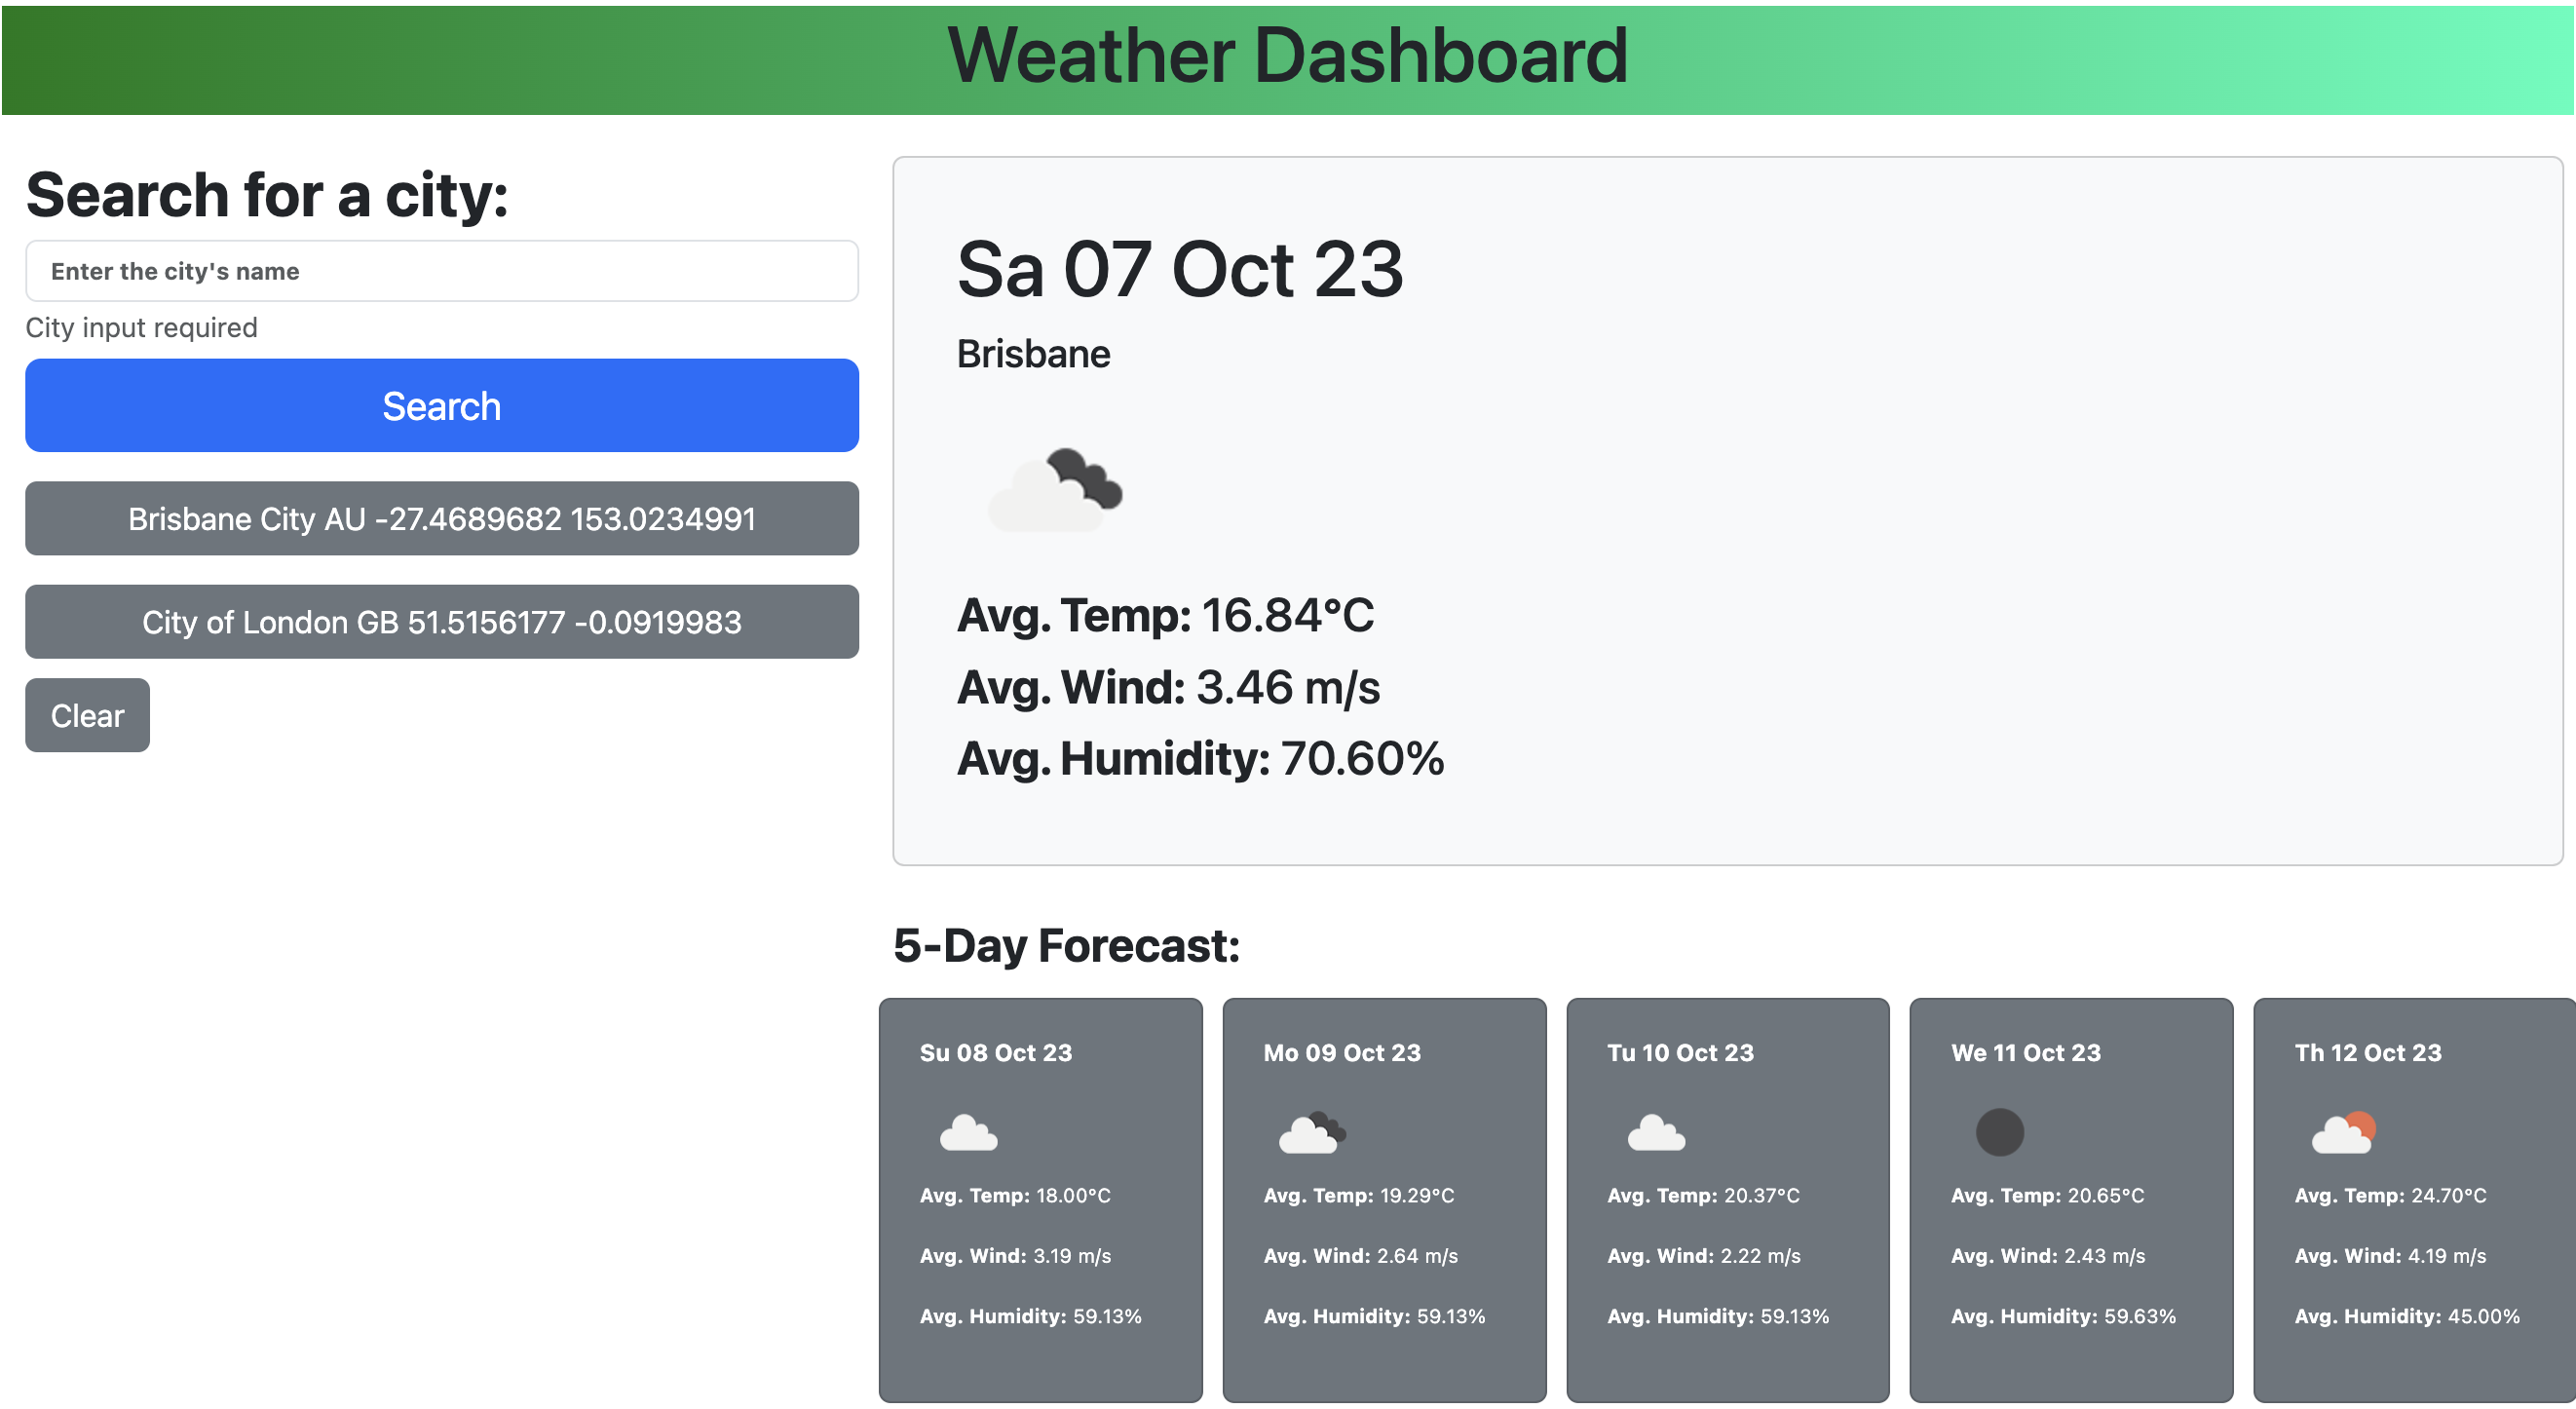 Weather Dashboard
Search for a city:
Enter the city's name
City input required
Search
Brisbane City AU -27.4689682 153.0234991
City of London GB 51.5156177 -0.0919983
Clear
Sa 07 Oct 23
Brisbane
Avg. Temp: 16.84°C
Avg. Wind: 3.46 m/s
Avg. Humidity: 70.60%
5-Day Forecast:
Su 08 Oct 23
Avg. Temp: 18.00°C
Avg. Wind: 3.19 m/s
Avg. Humidity: 59.13%
Mo 09 Oct 23
Avg. Temp: 19.29°C
Avg. Wind: 2.64 m/s
Avg. Humidity: 59.13%
Tu 10 Oct 23
Avg. Temp: 20.37°C
Avg. Wind: 2.22 m/s
Avg. Humidity: 59.13%
We 11 Oct 23
Avg. Temp: 20.65°C
Avg. Wind: 2.43 m/s
Avg. Humidity: 59.63%
Th 12 Oct 23
Avg. Temp: 24.70°C
Avg. Wind: 4.19 m/s
Avg. Humidity: 45.00%